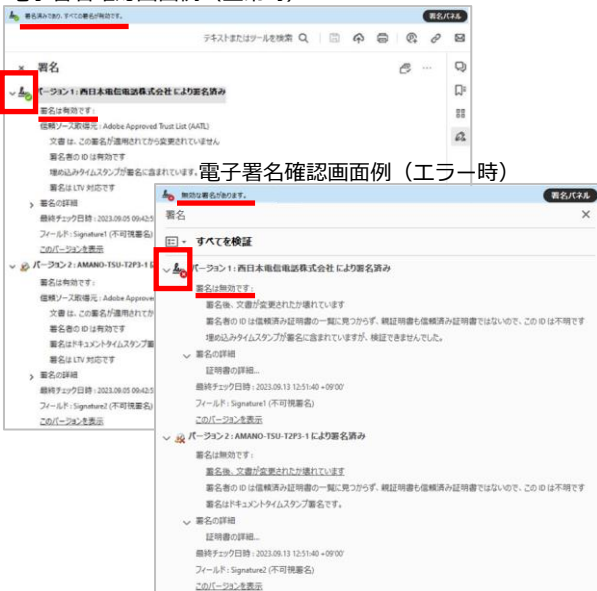 署名済みであり、すべての署名が有効です。
署名パネル
テキストまたはツールを検索
署名
バージョン 1 : 西日本電信電話株式会社 により署名済み
署名は有効です:
信頼ソース取得元 : Adobe Approved Trust List (AATL)
文書 は、この署名が適用されてから変更されていません
署名者の ID は有効です
埋め込みタイムスタンプが署名に含まれています。
署名は LTV 対応です
署名の詳細
最終チェック日時 : 2023.09.05 09:42:5
フィールド : Signature1 (不可視署名)
このバージョンを表示
バージョン 2 : AMANO-TSU-T2P3-1 に
署名は有効です:
信頼ソース取得元 : Adobe Approve
文書 は、この署名が適用されてか
署名者の ID は有効です
署名はドキュメントタイムスタンプ署
署名は LTV 対応です
署名の詳細
最終チェック日時 : 2023.09.05 09:42:5
フィールド : Signature2 (不可視署名)
このバージョンを表示
電子署名確認画面例（エラー時）
無効な署名があります。
署名パネル
署名
すべてを検証
バージョン 1 : 西日本電信電話株式会社 により署名済み
署名は無効です:
署名後、文書が変更されたか壊れています
署名者の ID は信頼済み証明書の一覧に見つからず、親証明書も信頼済み証明書ではないので、この ID は不明です
埋め込みタイムスタンプが署名に含まれていますが、検証できませんでした。
署名の詳細
証明書の詳細...
最終チェック日時 : 2023.09.13 12:51:40 +09'00'
フィールド : Signature1 (不可視署名)
このバージョンを表示
バージョン 2 : AMANO-TSU-T2P3-1 により署名済み
署名は無効です:
署名後、文書が変更されたか壊れています
署名者の ID は信頼済み証明書の一覧に見つからず、親証明書も信頼済み証明書ではないので、この ID は不明です
署名はドキュメントタイムスタンプ署名です。
署名の詳細
証明書の詳細...
最終チェック日時 : 2023.09.13 12:51:40 +09'00'
フィールド : Signature2 (不可視署名)
このバージョンを表示